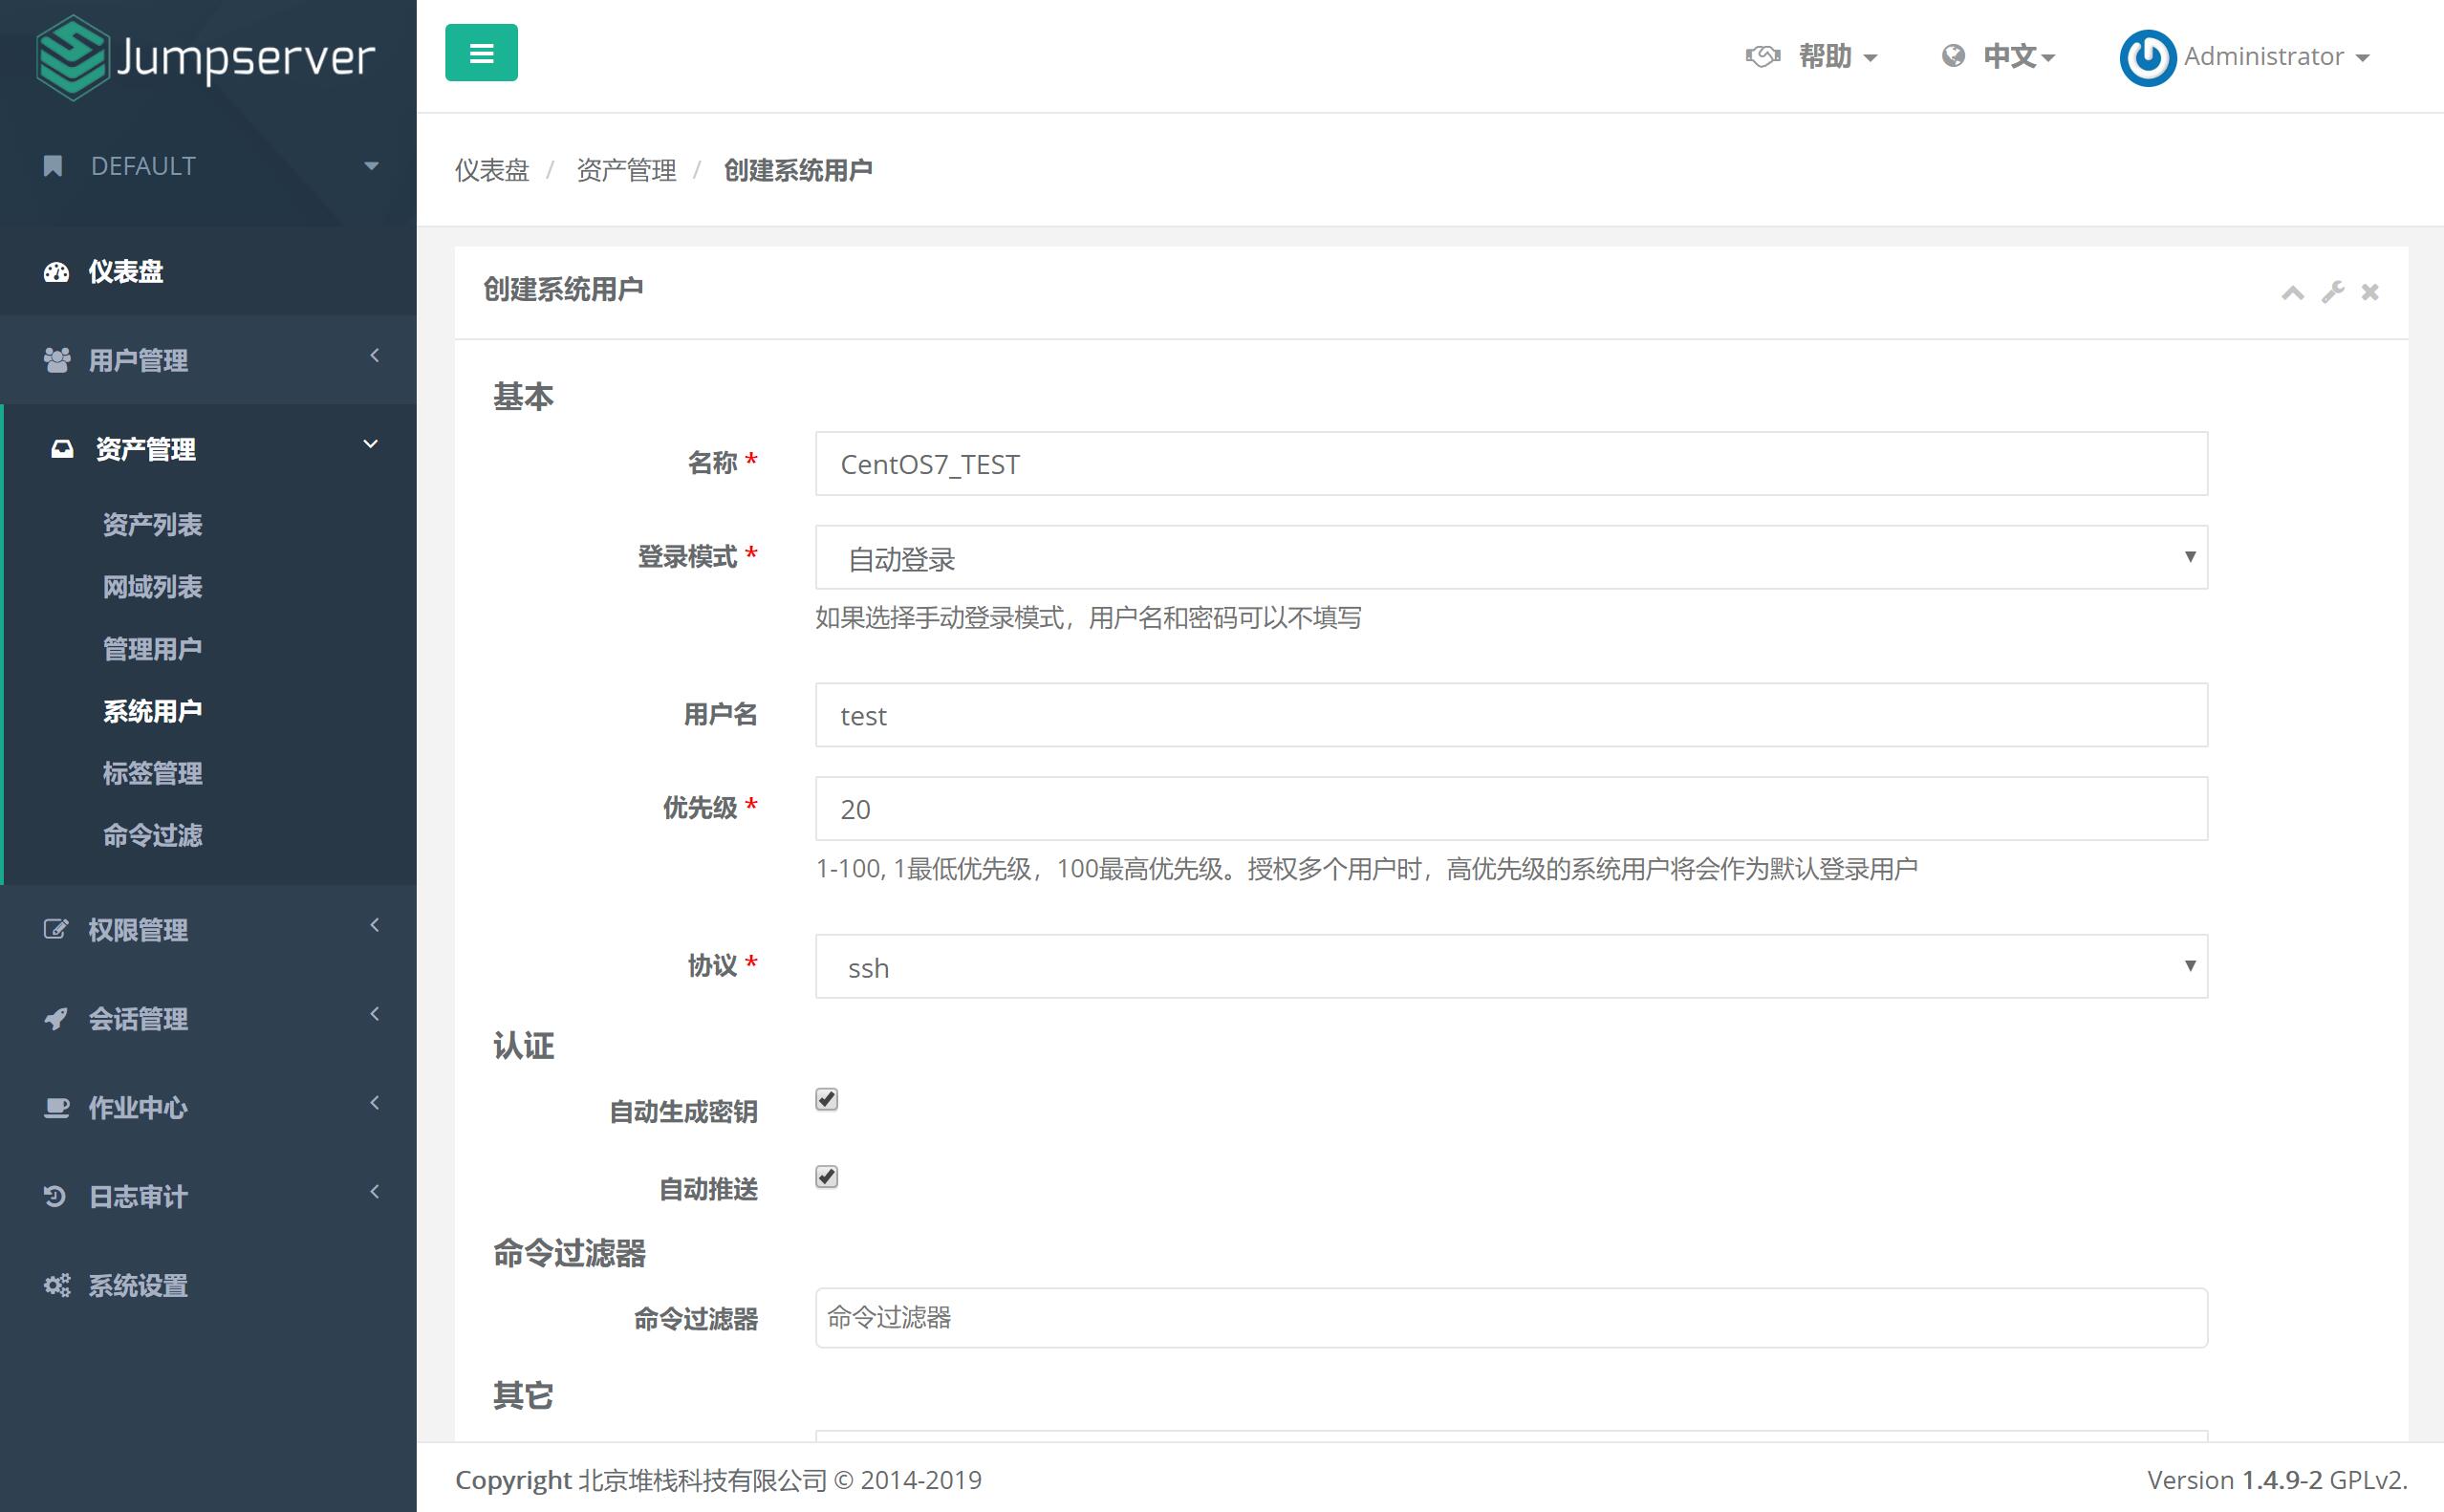 Jumpserver
帮助
中文
Administrator
DEFAULT
仪表盘
用户管理
资产管理
资产列表
网域列表
管理用户
系统用户
标签管理
命令过滤
权限管理
会话管理
作业中心
日志审计
系统设置
仪表盘 / 资产管理 / 创建系统用户
创建系统用户
基本
名称 * CentOS7_TEST
登录模式 * 自动登录
如果选择手动登录模式，用户名和密码可以不填写
用户名 test
优先级 * 20
1-100, 1最低优先级，100最高优先级。授权多个用户时，高优先级的系统用户将会作为默认登录用户
协议 * ssh
认证
自动生成密钥
自动推送
命令过滤器
命令过滤器 命令过滤器
其它
Copyright 北京堆栈科技有限公司 © 2014-2019
Version 1.4.9-2 GPLv2.